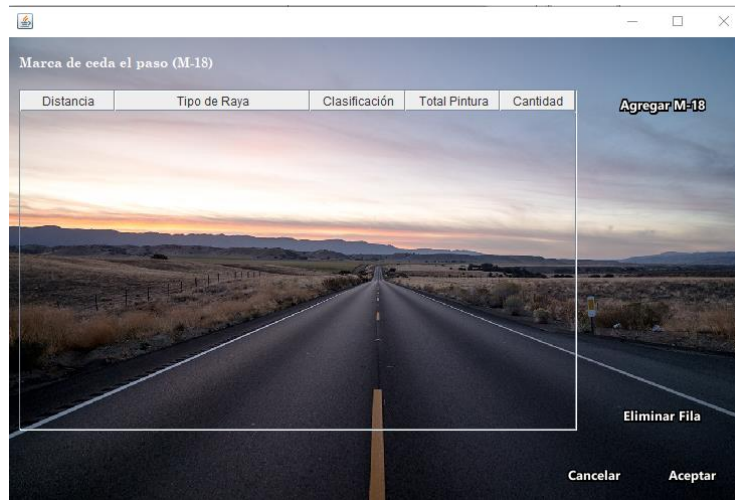 Marca de ceda el paso (M-18)
Distancia Tipo de Raya Clasificación Total Pintura Cantidad
Agregar M-18
Eliminar Fila
Cancelar Aceptar